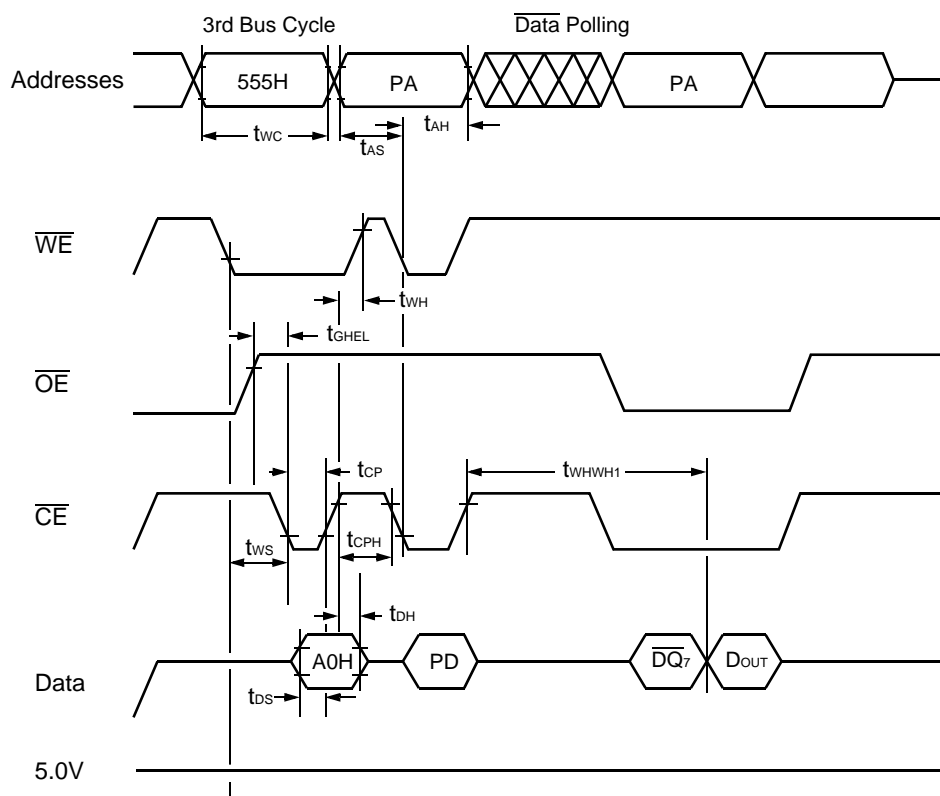 3rd Bus Cycle
Data Polling
Addresses
555H
PA
PA
tWC
tAS
tAH
WE
tWH
tGHEL
OE
tCP
tWHWH1
CE
tWS
tCPH
tDH
Data
A0H
PD
DQ7
DOUT
tDS
5.0V